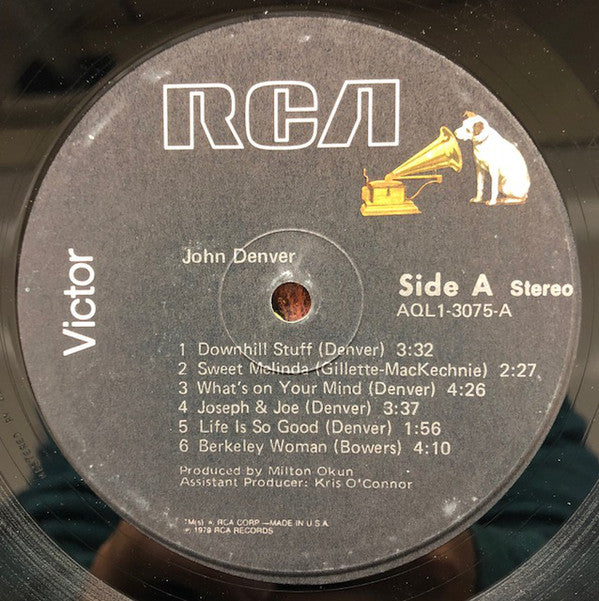 RCA
Victor
John Denver
Side A Stereo
AQL1-3075-A
1 Downhill Stuff (Denver) 3:32
2 Sweet Melinda (Gillette-MacKechnie) 2:27
3 What's on Your Mind (Denver) 4:26
4 Joseph & Joe (Denver) 3:37
5 Life Is So Good (Denver) 1:56
6 Berkeley Woman (Bowers) 4:10
Produced by Milton Okun
Assistant Producer: Kris O'Connor
TM(s) ® RCA CORP.—MADE IN U.S.A.
℗ 1979 RCA RECORDS